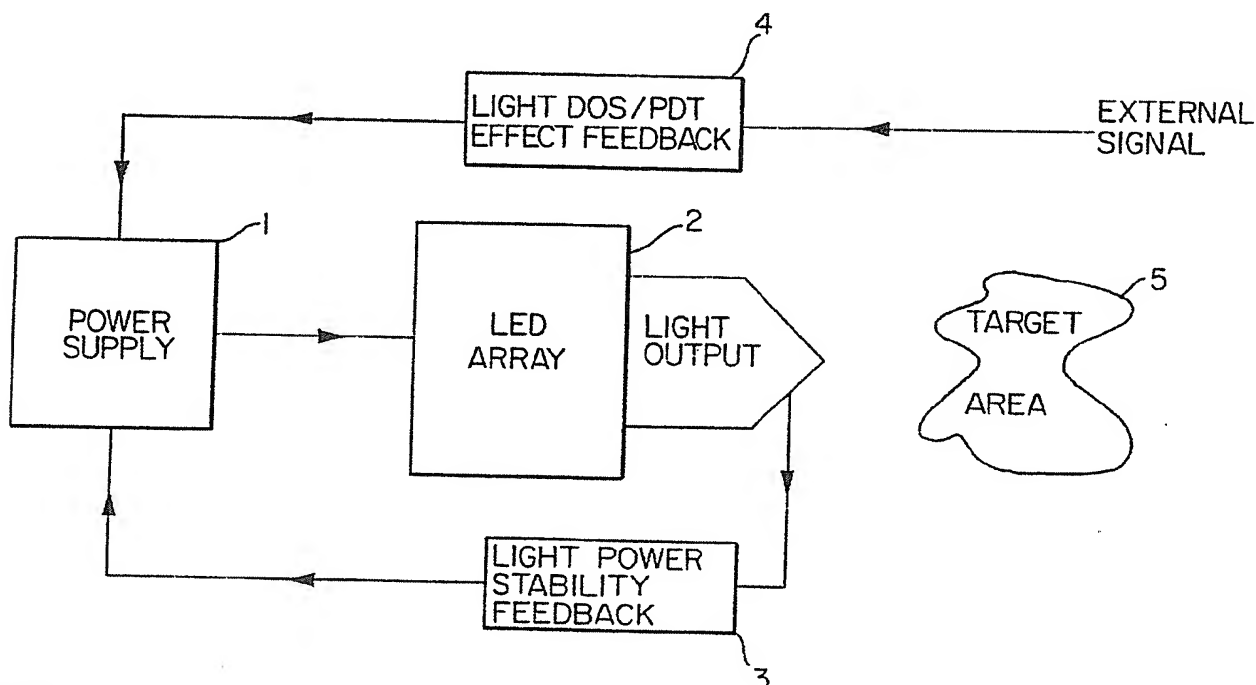 4
LIGHT DOS/PDT
EFFECT FEEDBACK
EXTERNAL
SIGNAL
1
2
5
POWER
SUPPLY
LED
ARRAY
LIGHT
OUTPUT
TARGET
AREA
LIGHT POWER
STABILITY
FEEDBACK
3